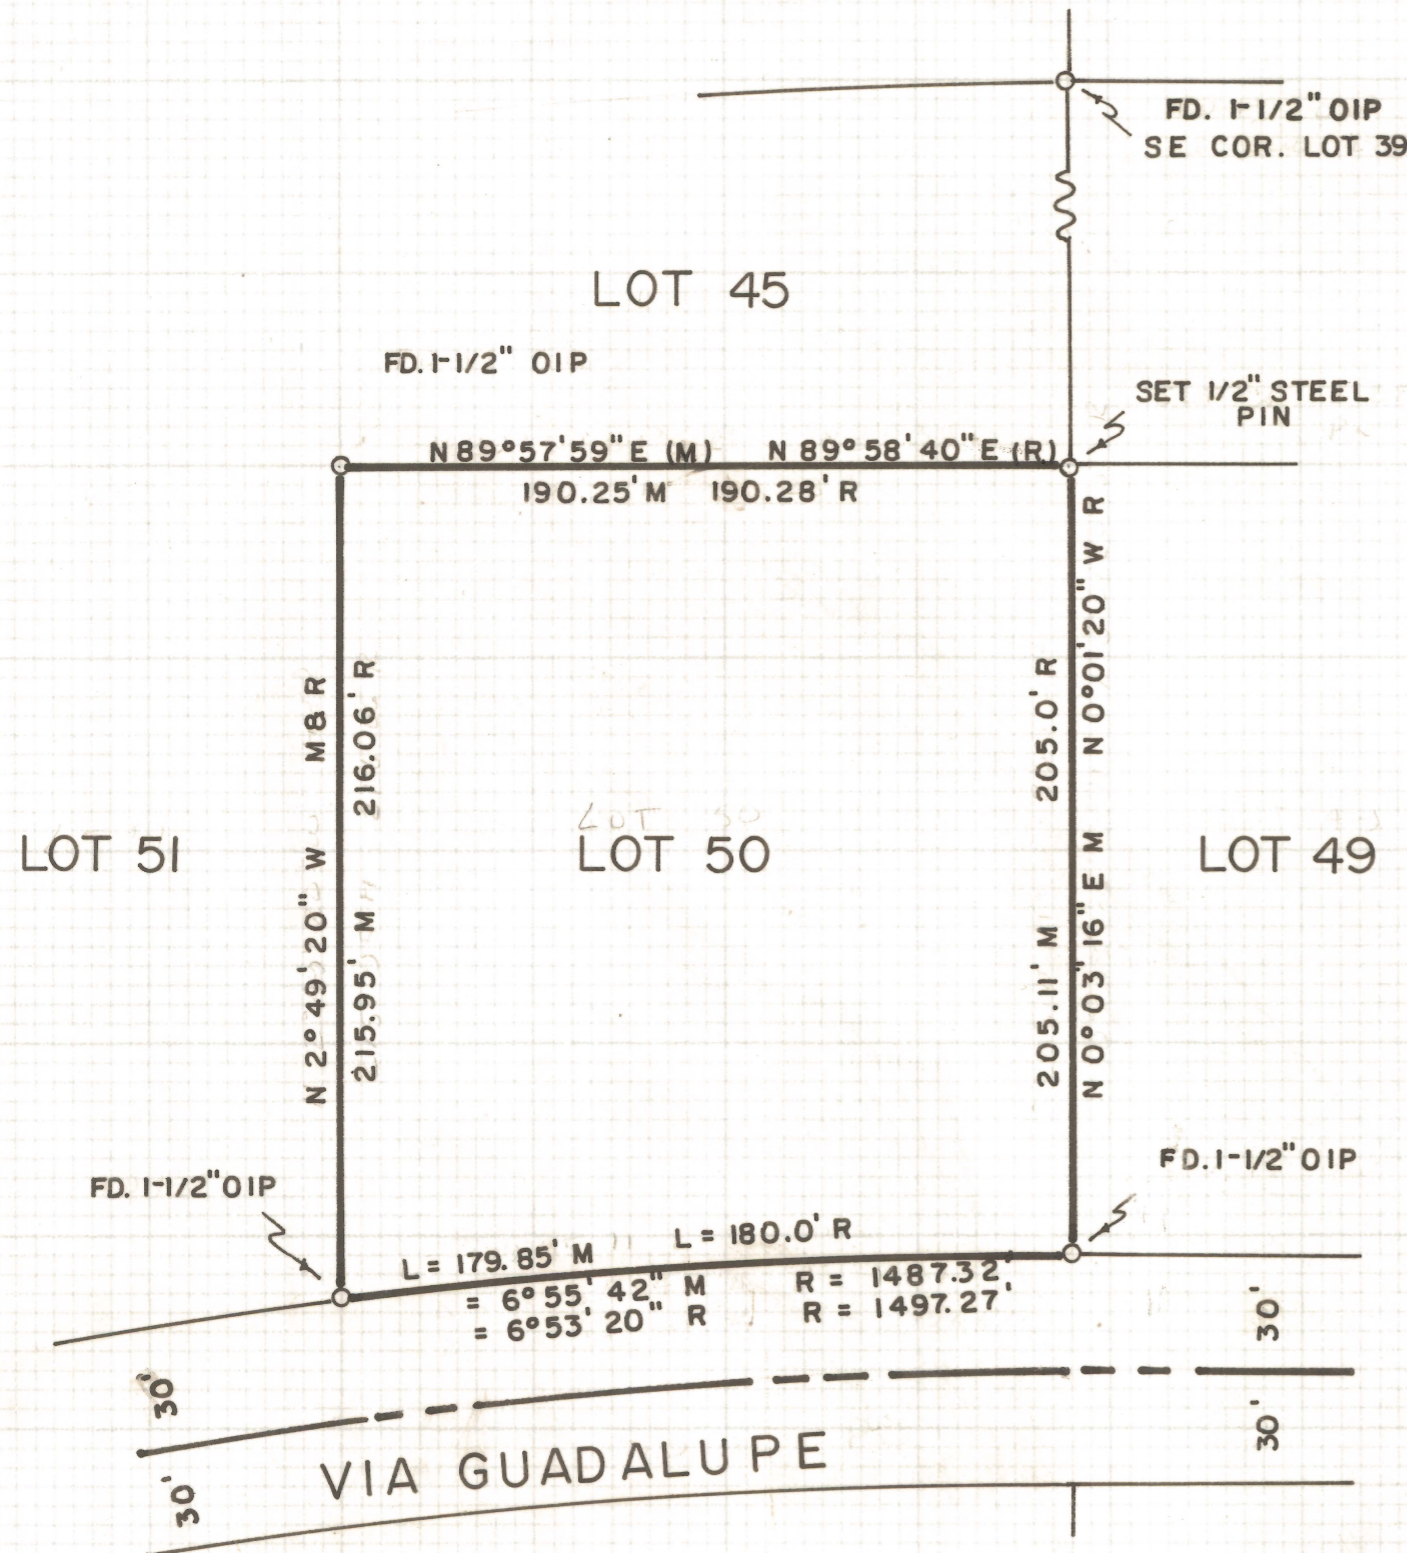 FD. 1-1/2" OIP
SE COR. LOT 39
LOT 45
FD. 1-1/2" OIP
SET 1/2" STEEL
PIN
N 89°57'59" E (M) N 89°58'40" E (R)
190.25' M 190.28' R
N 2°49'20" W M & R
215.95' M 216.06' R
205.11' M 205.0' R
N 0°03'16" E M N 0°01'20" W R
LOT 51
LOT 50
LOT 49
FD. 1-1/2" OIP
FD. 1-1/2" OIP
L = 179.85' M L = 180.0' R
= 6°55'42" M R = 1487.32'
= 6°53'20" R R = 1497.27'
30'
30'
30'
30'
VIA GUADALUPE